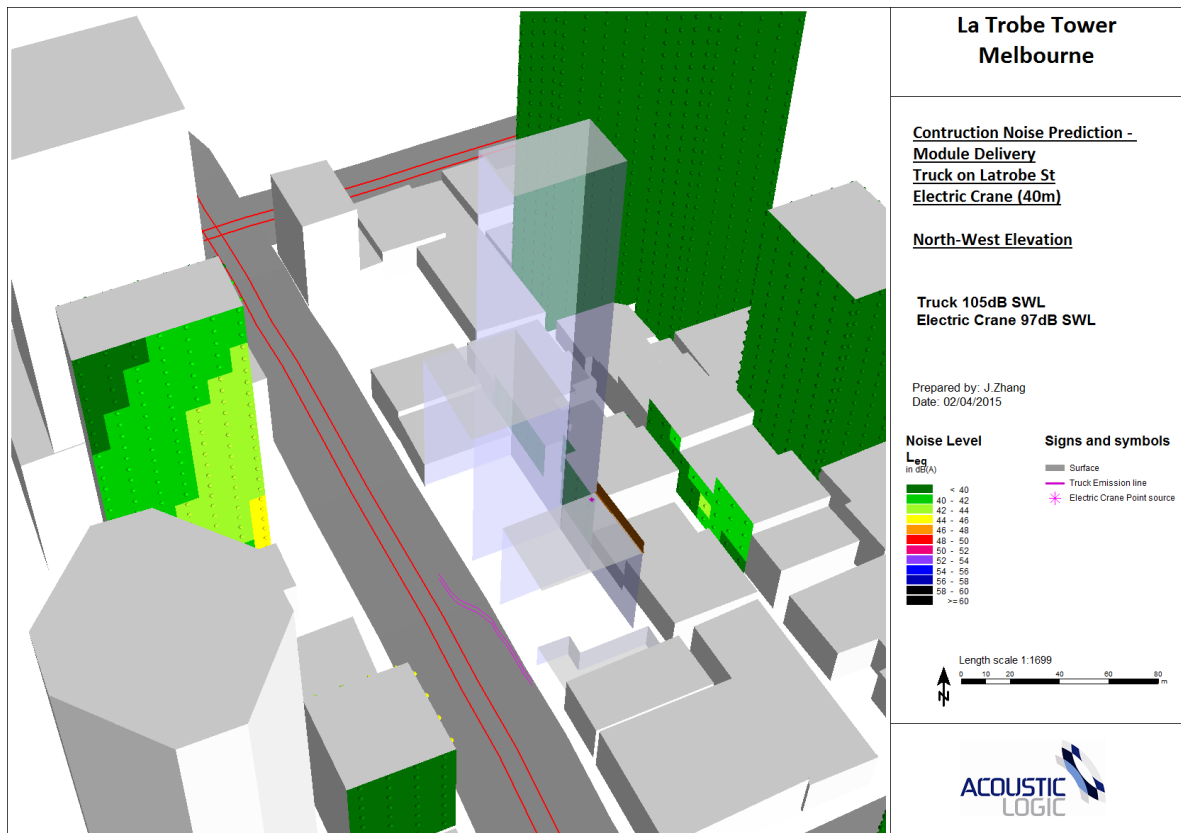 La Trobe Tower
Melbourne
Contruction Noise Prediction -
Module Delivery
Truck on Latrobe St
Electric Crane (40m)
North-West Elevation
Truck 105dB SWL
Electric Crane 97dB SWL
Prepared by: J.Zhang
Date: 02/04/2015
Noise Level
Leq
in dB(A)
< 40
40 - 42
42 - 44
44 - 46
46 - 48
48 - 50
50 - 52
52 - 54
54 - 56
56 - 58
58 - 60
>= 60
Signs and symbols
Surface
Truck Emission line
Electric Crane Point source
Length scale 1:1699
0 10 20 40 60 80
m
N
ACOUSTIC
LOGIC